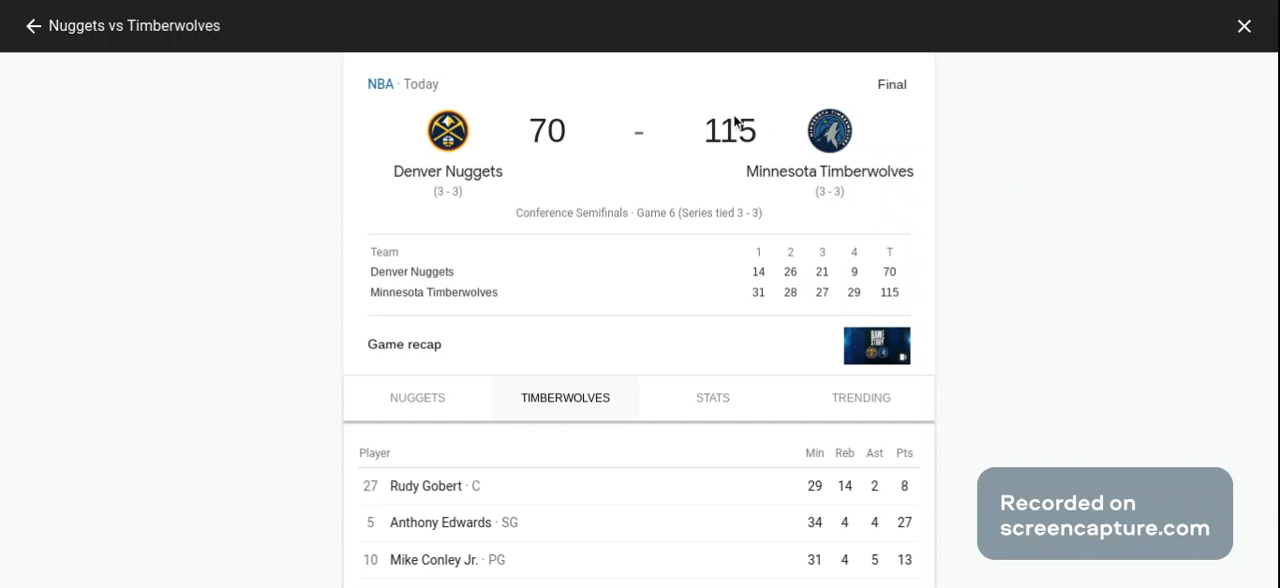 Nuggets vs Timberwolves
NBA · Today
Final
70 - 115
Denver Nuggets
Minnesota Timberwolves
(3 - 3)
(3 - 3)
Conference Semifinals · Game 6 (Series tied 3 - 3)
Team 1 2 3 4 T
Denver Nuggets 14 26 21 9 70
Minnesota Timberwolves 31 28 27 29 115
Game recap
GAME
NUGGETS TIMBERWOLVES STATS TRENDING
Player Min Reb Ast Pts
27 Rudy Gobert · C 29 14 2 8
5 Anthony Edwards · SG 34 4 4 27
10 Mike Conley Jr. · PG 31 4 5 13
Recorded on
screencapture.com